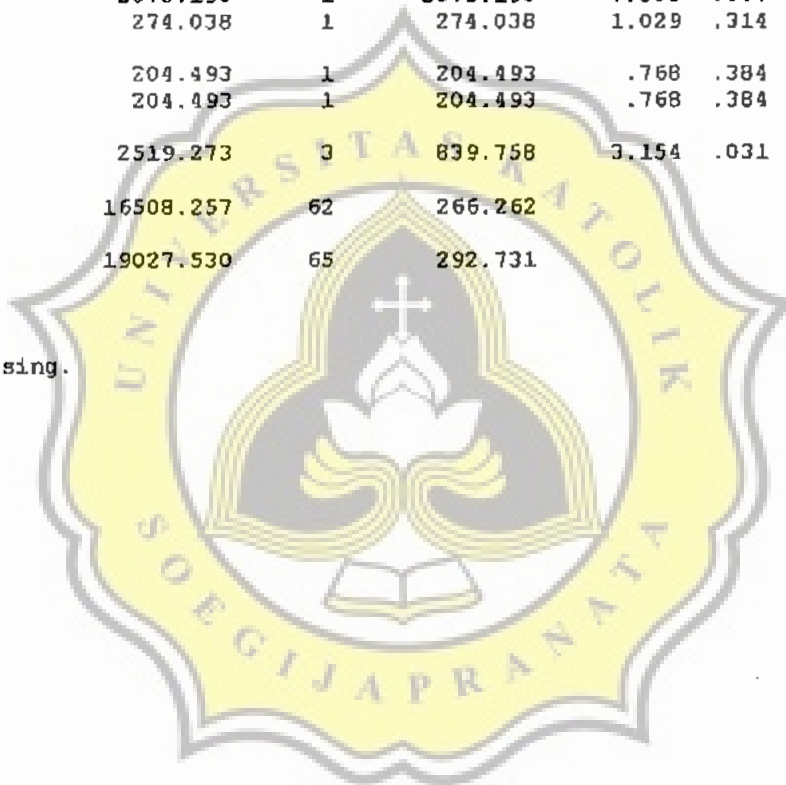 274.038 1 274.038 1.029 .314
204.493 1 204.493 .768 .384
204.493 1 204.493 .768 .384
2519.273 3 839.758 3.154 .031
16508.257 62 266.262
19027.530 65 292.731
sing.
UNIVERSITAS KATOLIK
SOEGIJAPRANATA